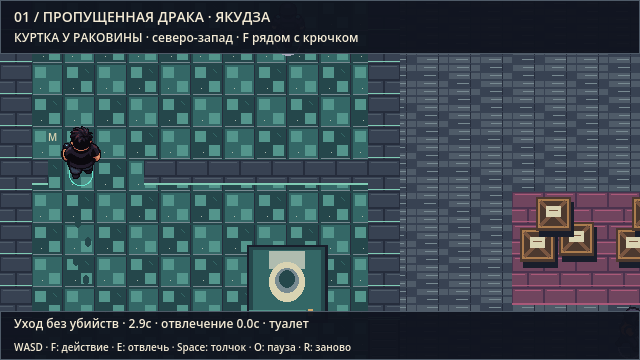 01 / ПРОПУЩЕННАЯ ДРАКА · ЯКУДЗА
КУРТКА У РАКОВИНЫ · северо-запад · F рядом с крючком
М
Уход без убийств · 2.9с · отвлечение 0.0с · туалет
WASD · F: действие · E: отвлечь · Space: толчок · O: пауза · R: заново